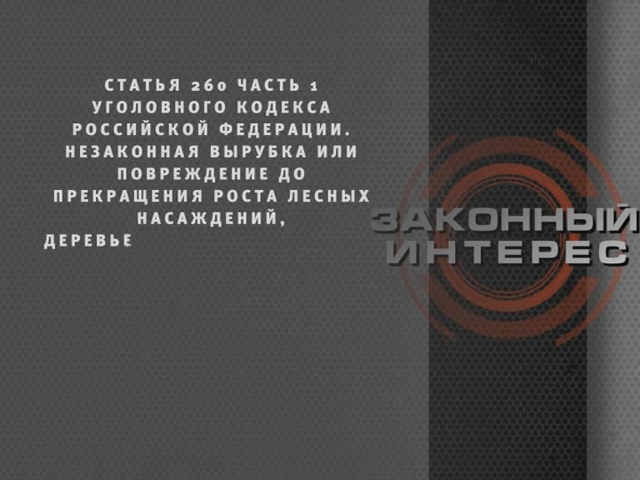 СТАТЬЯ 260 ЧАСТЬ 1
УГОЛОВНОГО КОДЕКСА
РОССИЙСКОЙ ФЕДЕРАЦИИ.
НЕЗАКОННАЯ ВЫРУБКА ИЛИ
ПОВРЕЖДЕНИЕ ДО
ПРЕКРАЩЕНИЯ РОСТА ЛЕСНЫХ
НАСАЖДЕНИЙ,
ДЕРЕВЬЕ
ЗАКОННЫЙ
ИНТЕРЕС